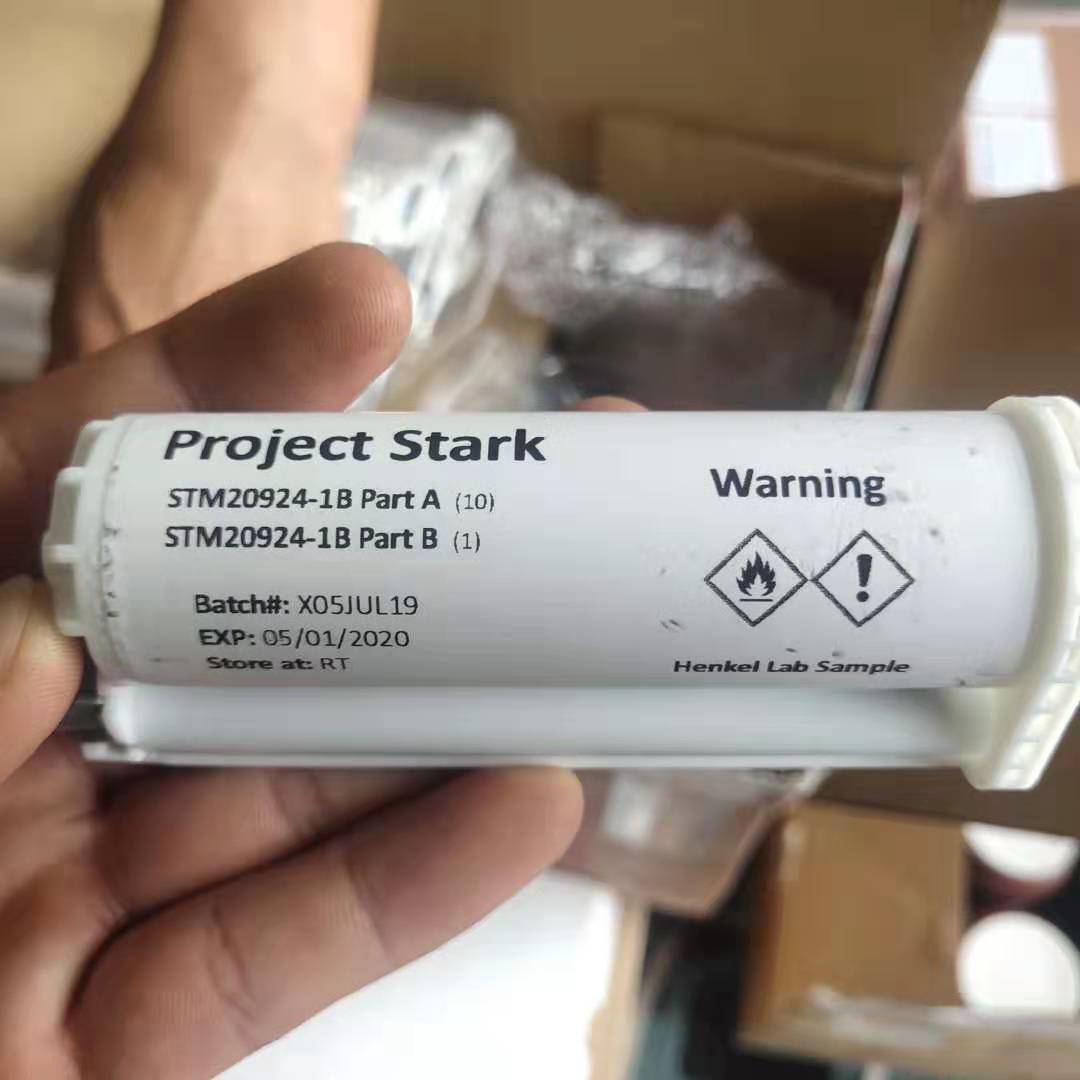 Project Stark
STM20924-1B Part A (10)
STM20924-1B Part B (1)
Batch#: X05JUL19
EXP: 05/01/2020
Store at: RT
Warning
Henkel Lab Sample